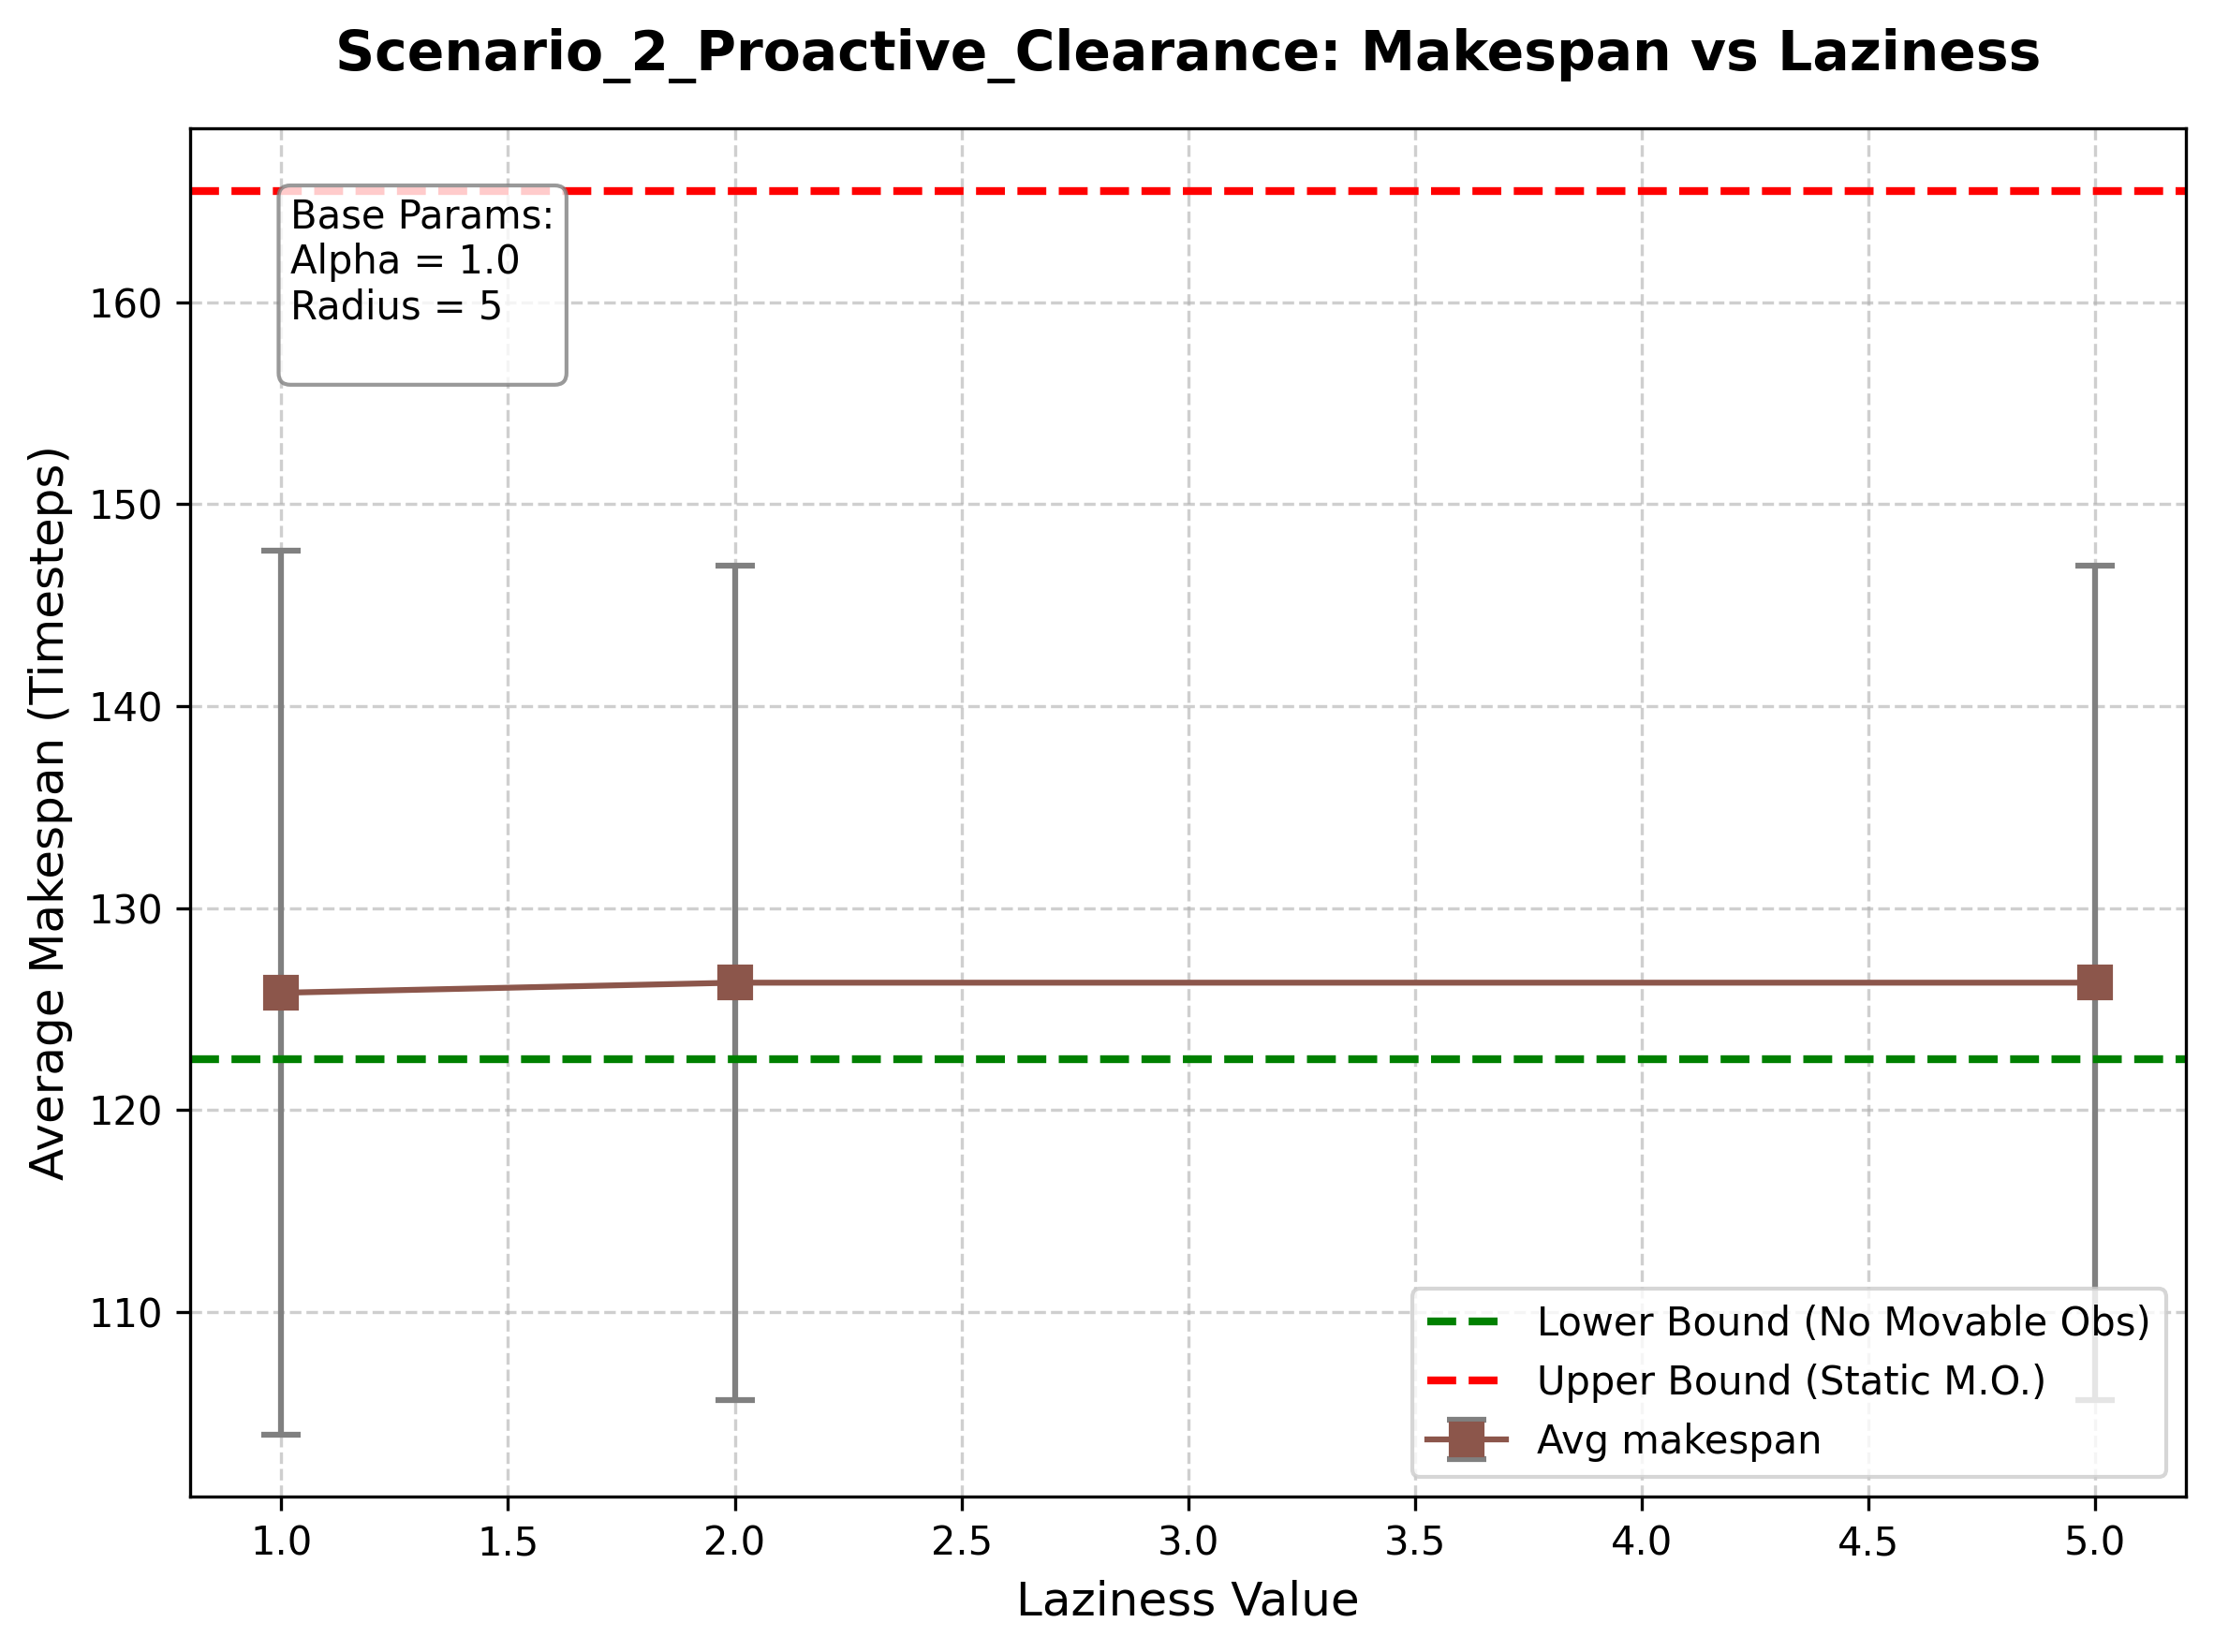 Scenario_2_Proactive_Clearance: Makespan vs Laziness
Average Makespan (Timesteps)
160
150
140
130
120
110
Base Params:
Alpha = 1.0
Radius = 5
Lower Bound (No Movable Obs)
Upper Bound (Static M.O.)
Avg makespan
1.0 1.5 2.0 2.5 3.0 3.5 4.0 4.5 5.0
Laziness Value